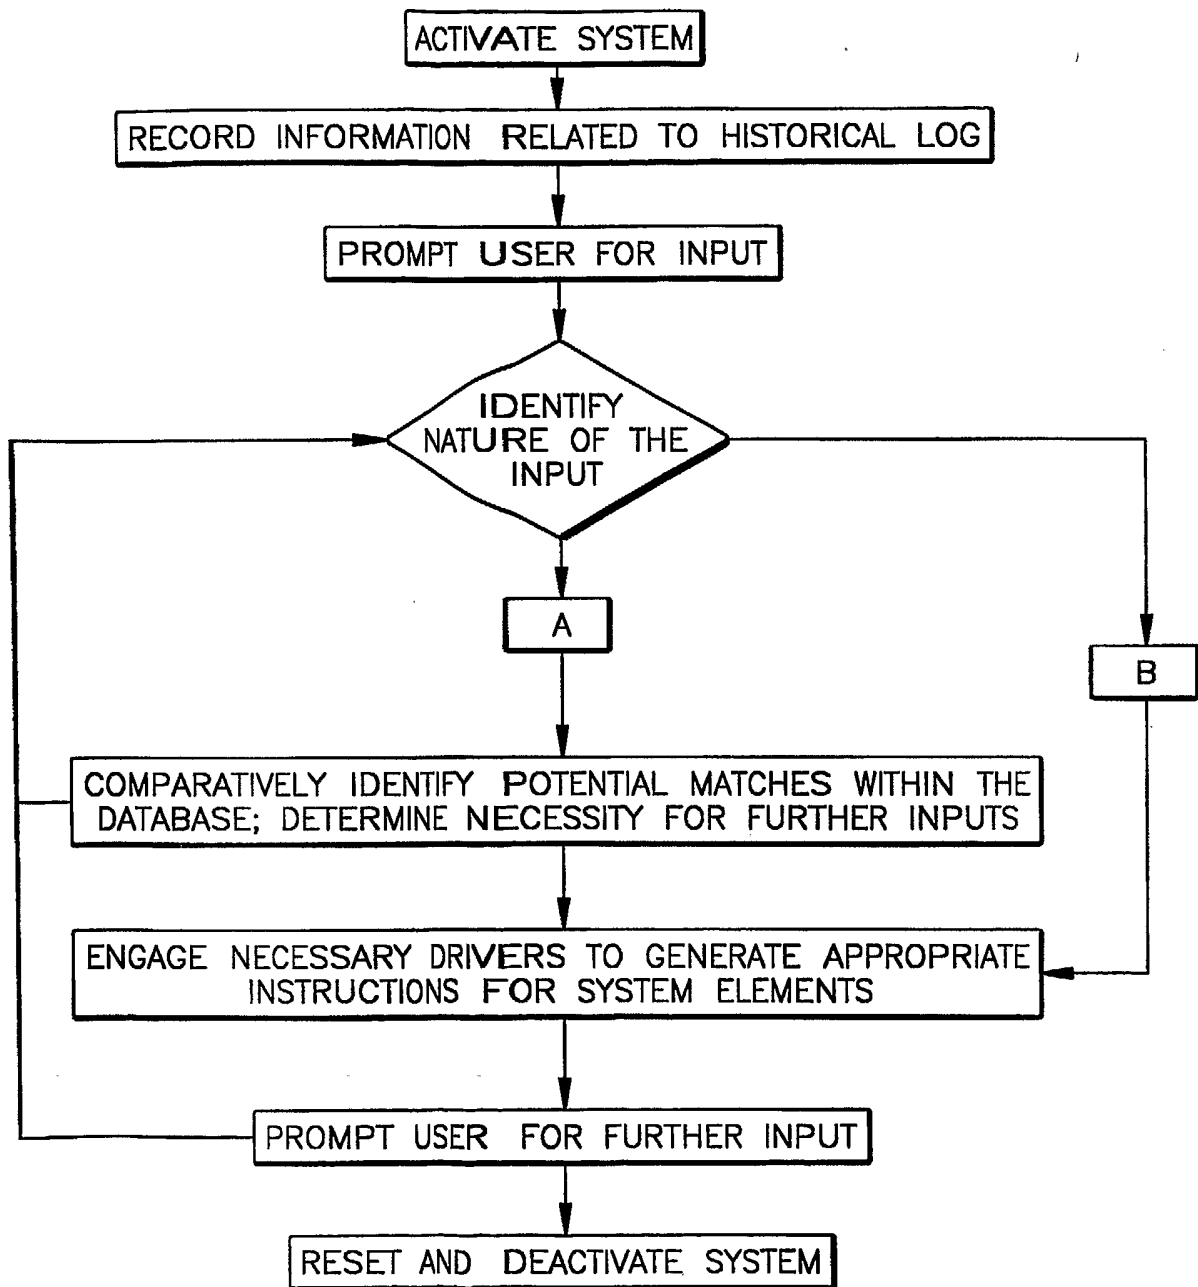 ACTIVATE SYSTEM
RECORD INFORMATION RELATED TO HISTORICAL LOG
PROMPT USER FOR INPUT
IDENTIFY
NATURE OF THE
INPUT
A
B
COMPARATIVELY IDENTIFY POTENTIAL MATCHES WITHIN THE
DATABASE; DETERMINE NECESSITY FOR FURTHER INPUTS
ENGAGE NECESSARY DRIVERS TO GENERATE APPROPRIATE
INSTRUCTIONS FOR SYSTEM ELEMENTS
PROMPT USER FOR FURTHER INPUT
RESET AND DEACTIVATE SYSTEM